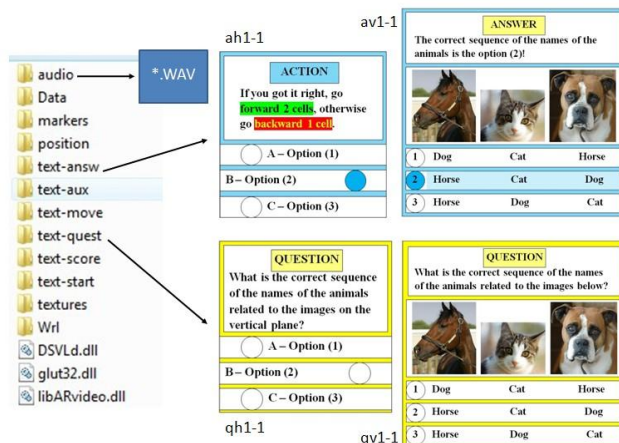 audio
Data
markers
position
text-answ
text-aux
text-move
text-quest
text-score
text-start
textures
Wrl
DSVLd.dll
glut32.dll
libARvideo.dll
*.WAV
ah1-1
ACTION
If you got it right, go
forward 2 cells, otherwise
go backward 1 cell.
A – Option (1)
B – Option (2)
C – Option (3)
av1-1
ANSWER
The correct sequence of the names of the
animals is the option (2)!
1 Dog Cat Horse
2 Horse Cat Dog
3 Horse Dog Cat
QUESTION
What is the correct sequence
of the names of the animals
related to the images on the
vertical plane?
A – Option (1)
B – Option (2)
C – Option (3)
qh1-1
QUESTION
What is the correct sequence of the names
of the animals related to the images below?
1 Dog Cat Horse
2 Horse Cat Dog
3 Horse Dog Cat
qv1-1